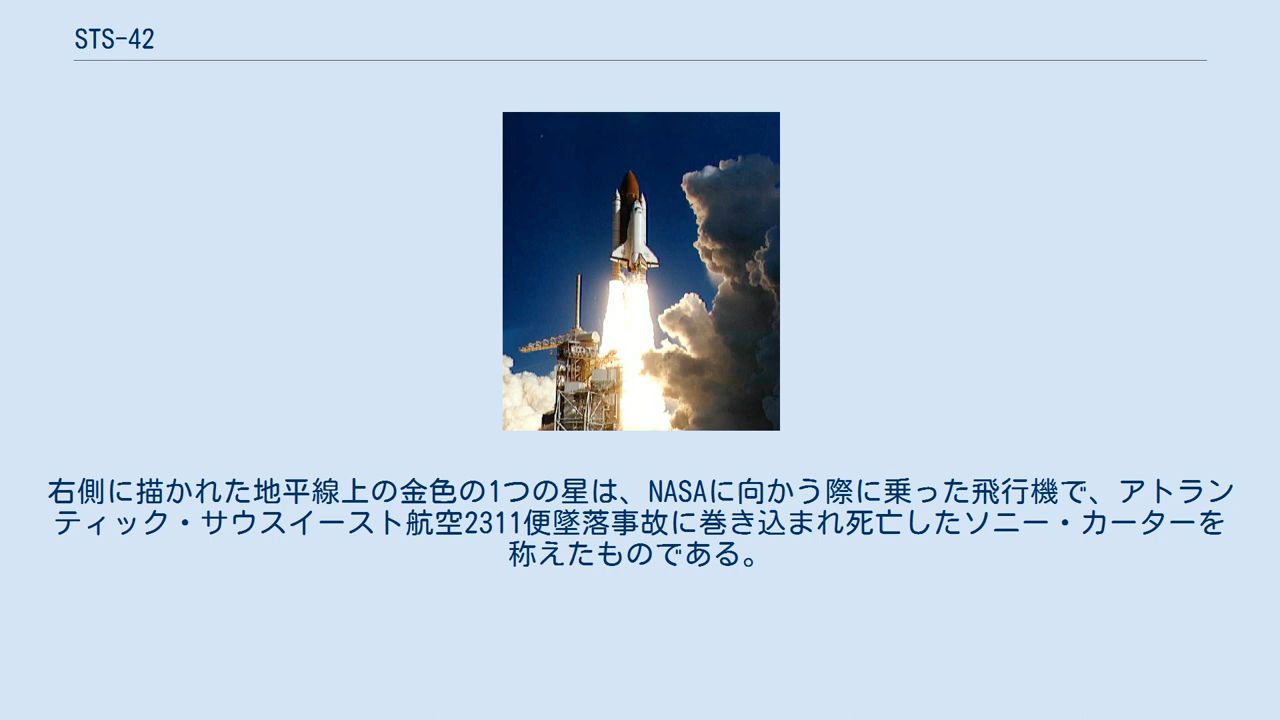 STS-42
右側に描かれた地平線上の金色の1つの星は、NASAに向かう際に乗った飛行機で、アトラン
ティック・サウスイースト航空2311便墜落事故に巻き込まれ死亡したソニー・カーターを
称えたものである。